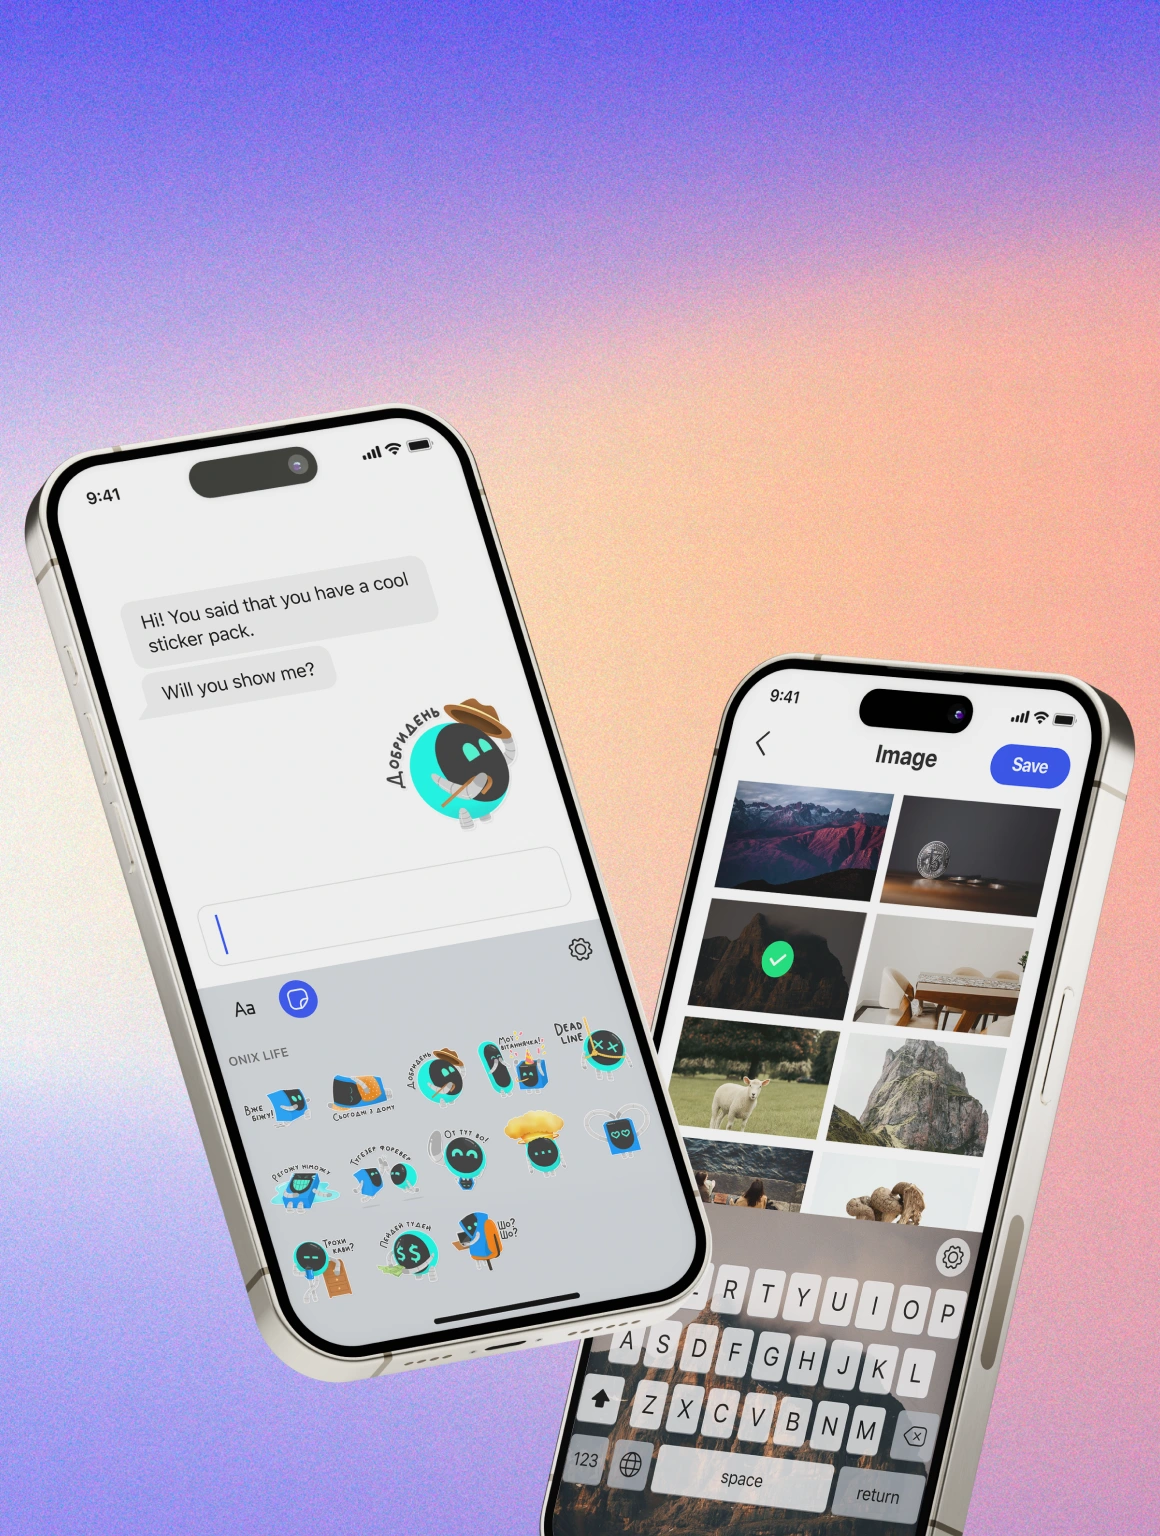 9:41
Hi! You said that you have a cool
sticker pack.
Will you show me?
ДОБРИДЕНЬ
Aa
ONIX LIFE
ВЖЕ
БІЖУ!
СЬОГОДНІ З ДОМУ
ДОБРИДЕНЬ
МОЇ
ВІТАННЯЧКА!
DEAD
LINE
РЕГОЖУ НІМОЖУ
ТУГЕЗЕР ФОРЕВЕР
ОТ ТУТ ВО!
ТРОХИ
КАВИ?
ПЕЙДЕЙ ТУДЕЙ
$$
ШО?
ШО?
9:41
Image
Save
R T Y U I O P
A S D F G H J K L
Z X C V B N M
123
space
return